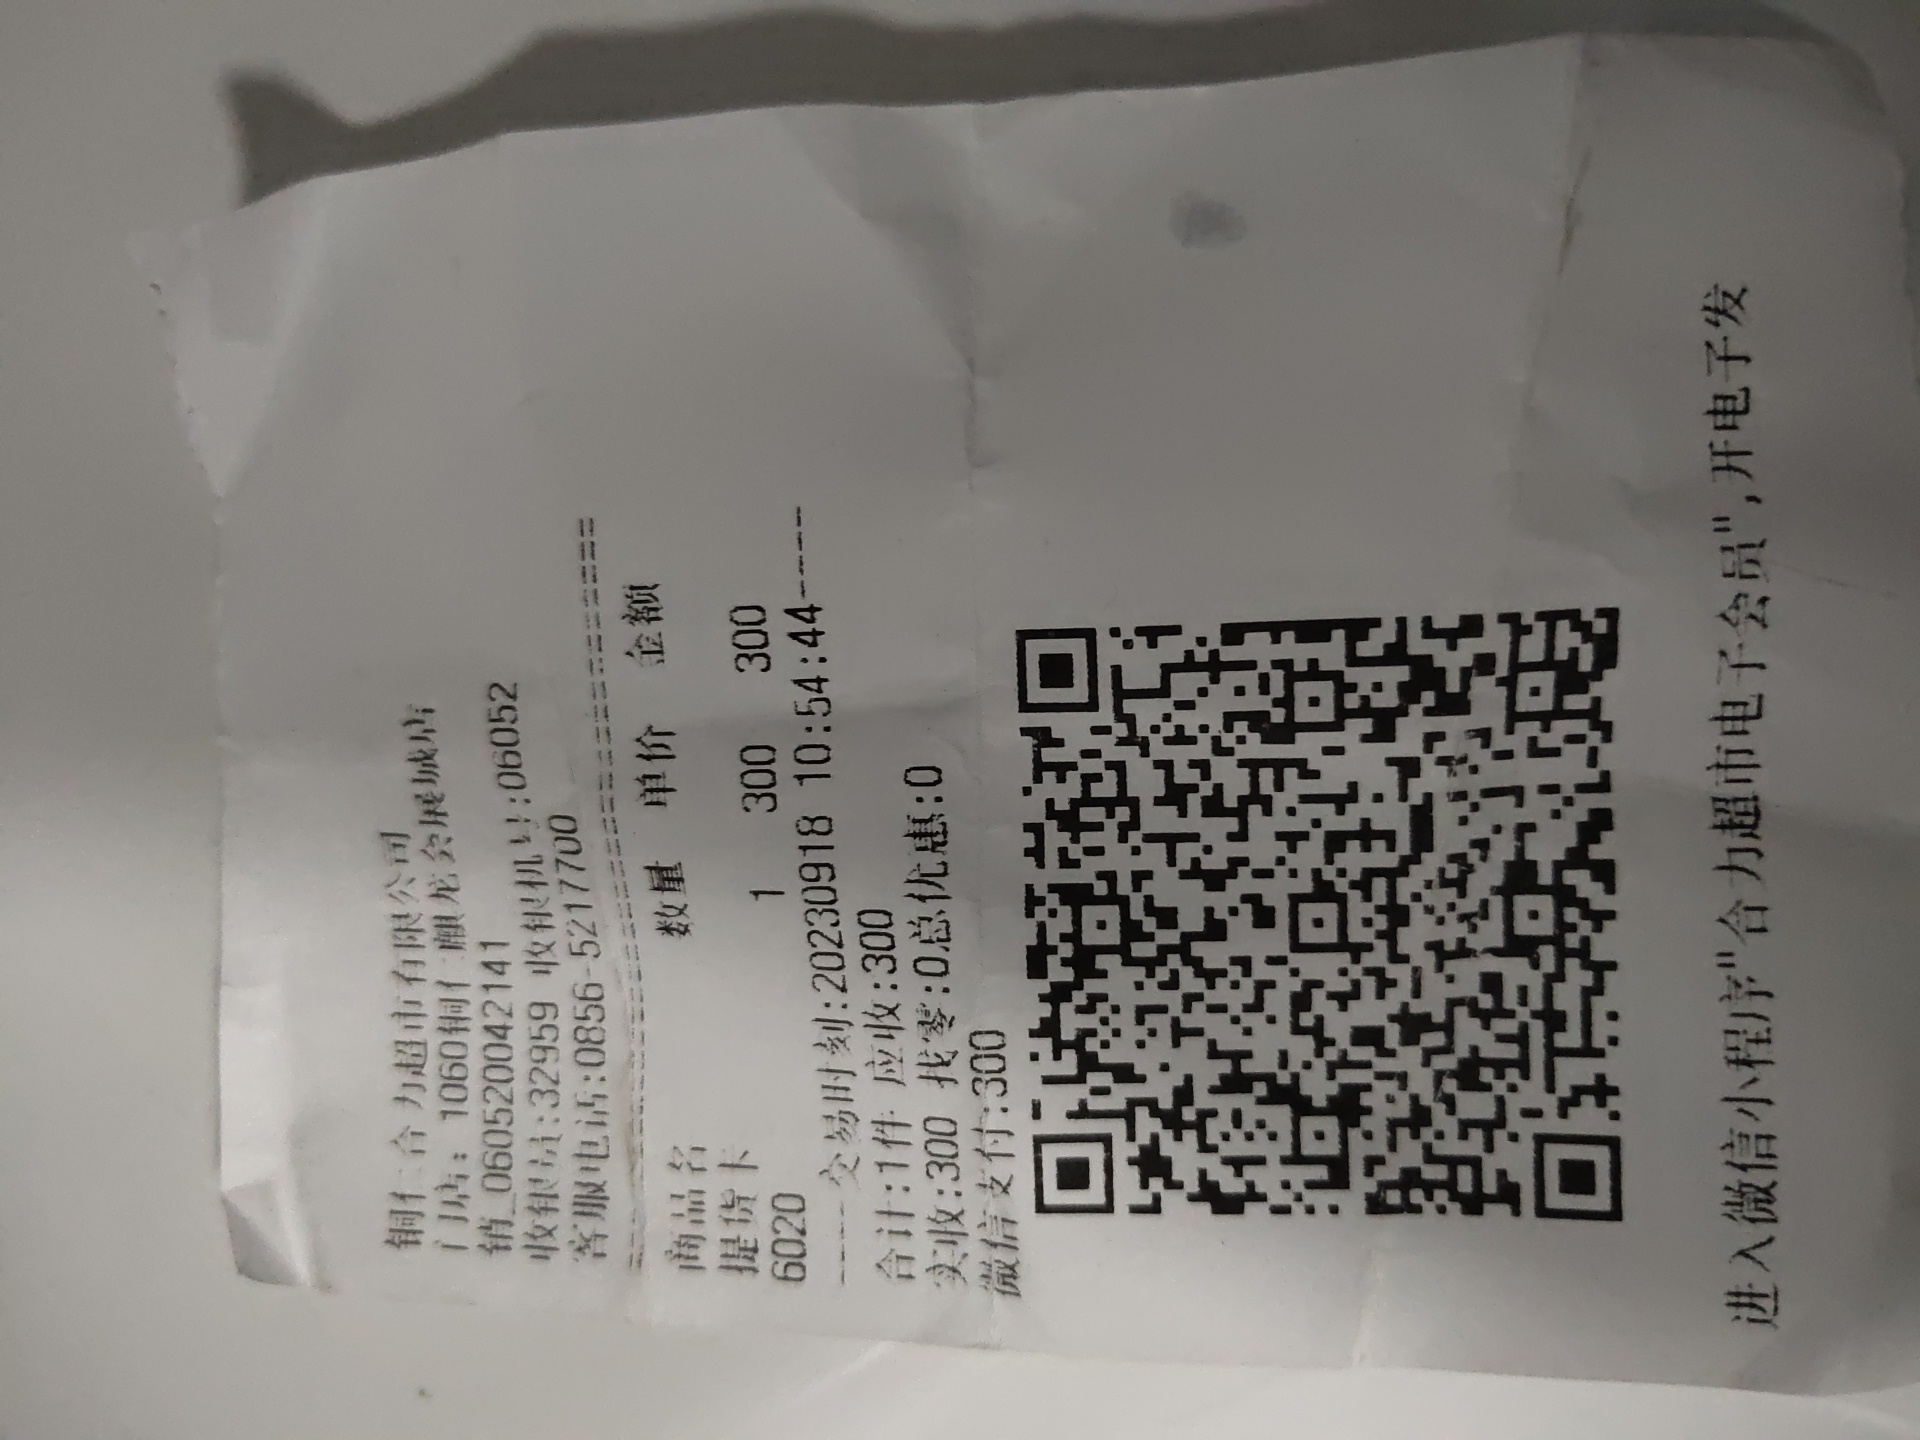 铜仁合力超市有限公司
门店：1060铜仁麒龙会展城店
销_060520042141
收银员:32959 收银机号:06052
客服电话:0856-5217700
商品名 数量 单价 金额
提货卡
6020 1 300 300
-----交易时刻:20230918 10:54:44-----
合计:1件 应收:300
实收:300 找零:0总优惠:0
微信支付:300
进入微信小程序"合力超市电子会员",开电子发